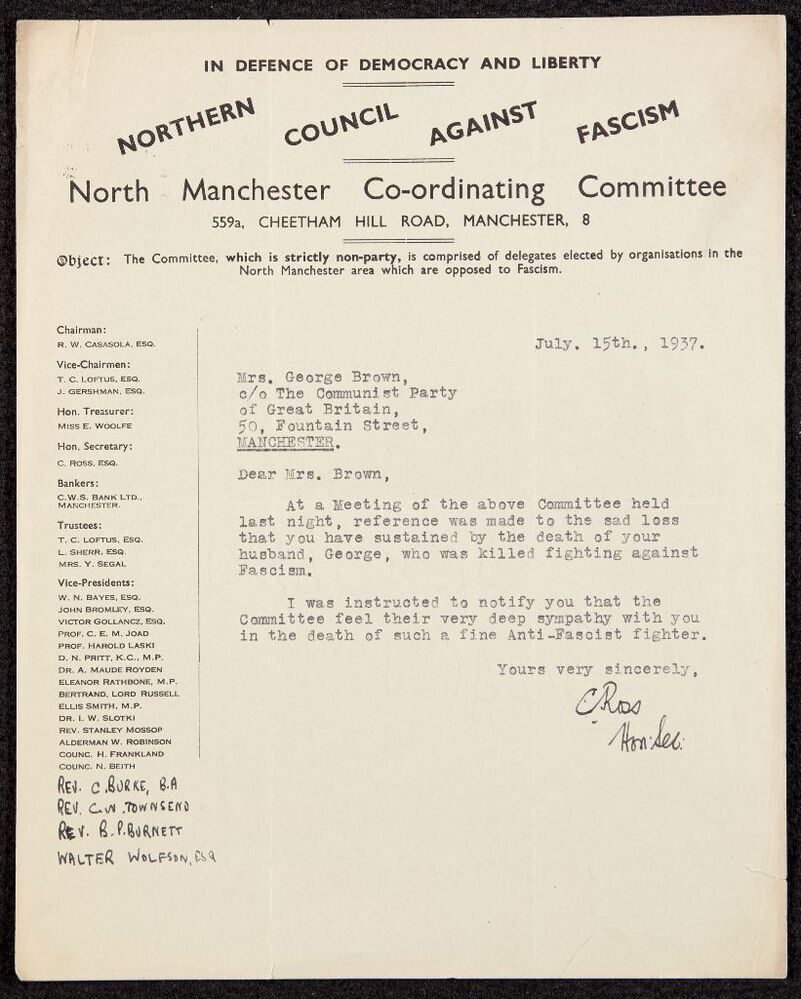 IN DEFENCE OF DEMOCRACY AND LIBERTY
NORTHERN COUNCIL AGAINST FASCISM
North Manchester Co-ordinating Committee
559a, CHEETHAM HILL ROAD, MANCHESTER, 8
Object: The Committee, which is strictly non-party, is comprised of delegates elected by organisations in the
North Manchester area which are opposed to Fascism.
Chairman:
R. W. CASASOLA, ESQ.
Vice-Chairmen:
T. C. LOFTUS, ESQ.
J. GERSHMAN, ESQ.
Hon. Treasurer:
MISS E. WOOLFE
Hon. Secretary:
C. ROSS, ESQ.
Bankers:
C.W.S. BANK LTD.,
MANCHESTER.
Trustees:
T. C. LOFTUS, ESQ.
L. SHERR, ESQ.
MRS. Y. SEGAL
Vice-Presidents:
W. N. BAYES, ESQ.
JOHN BROMLEY, ESQ.
VICTOR GOLLANCZ, ESQ.
PROF. C. E. M. JOAD
PROF. HAROLD LASKI
D. N. PRITT, K.C., M.P.
DR. A. MAUDE ROYDEN
ELEANOR RATHBONE, M.P.
BERTRAND, LORD RUSSELL
ELLIS SMITH, M.P.
DR. I. W. SLOTKI
REV. STANLEY MOSSOP
ALDERMAN W. ROBINSON
COUNC. H. FRANKLAND
COUNC. N. BEITH
REV. C. BURKE, B.A
REV. C.W. TOWNSEND
REV. B.P. BURNETT
WALTER WOLFSON, ESQ
July. 15th., 1937.
Mrs. George Brown,
c/o The Communist Party
of Great Britain,
50, Fountain Street,
MANCHESTER.
Dear Mrs. Brown,
At a Meeting of the above Committee held
last night, reference was made to the sad loss
that you have sustained by the death of your
husband, George, who was killed fighting against
Fascism.
I was instructed to notify you that the
Committee feel their very deep sympathy with you
in the death of such a fine Anti-Fascist fighter.
Yours very sincerely,
C Ross
Hon: Sec: